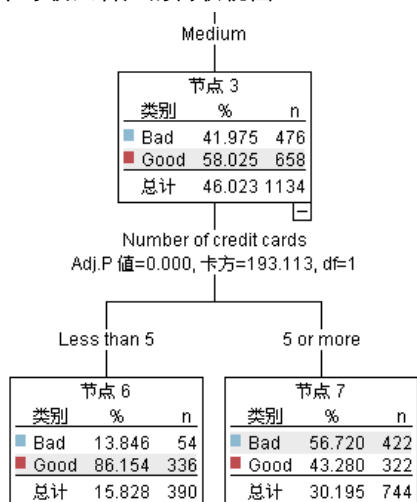 Medium
节点 3
类别 % n
Bad 41.975 476
Good 58.025 658
总计 46.023 1134
Number of credit cards
Adj.P 値=0.000, 卡方=193.113, df=1
Less than 5
5 or more
节点 6
类别 % n
Bad 13.846 54
Good 86.154 336
总计 15.828 390
节点 7
类别 % n
Bad 56.720 422
Good 43.280 322
总计 30.195 744